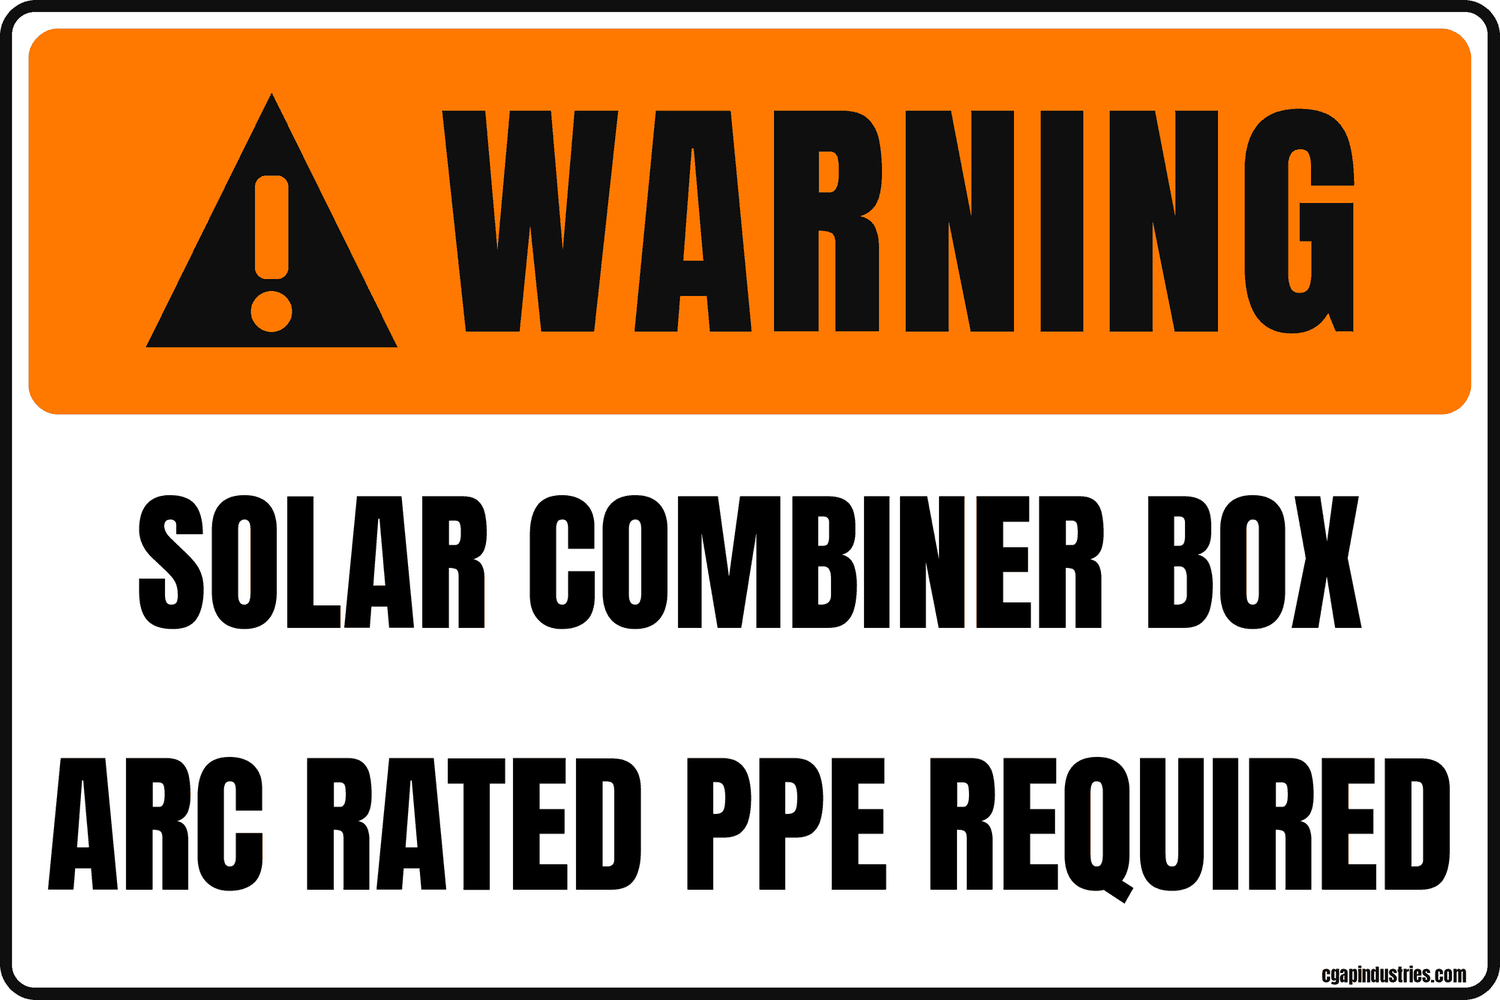 WARNING
SOLAR COMBINER BOX
ARC RATED PPE REQUIRED
cgapindustries.com